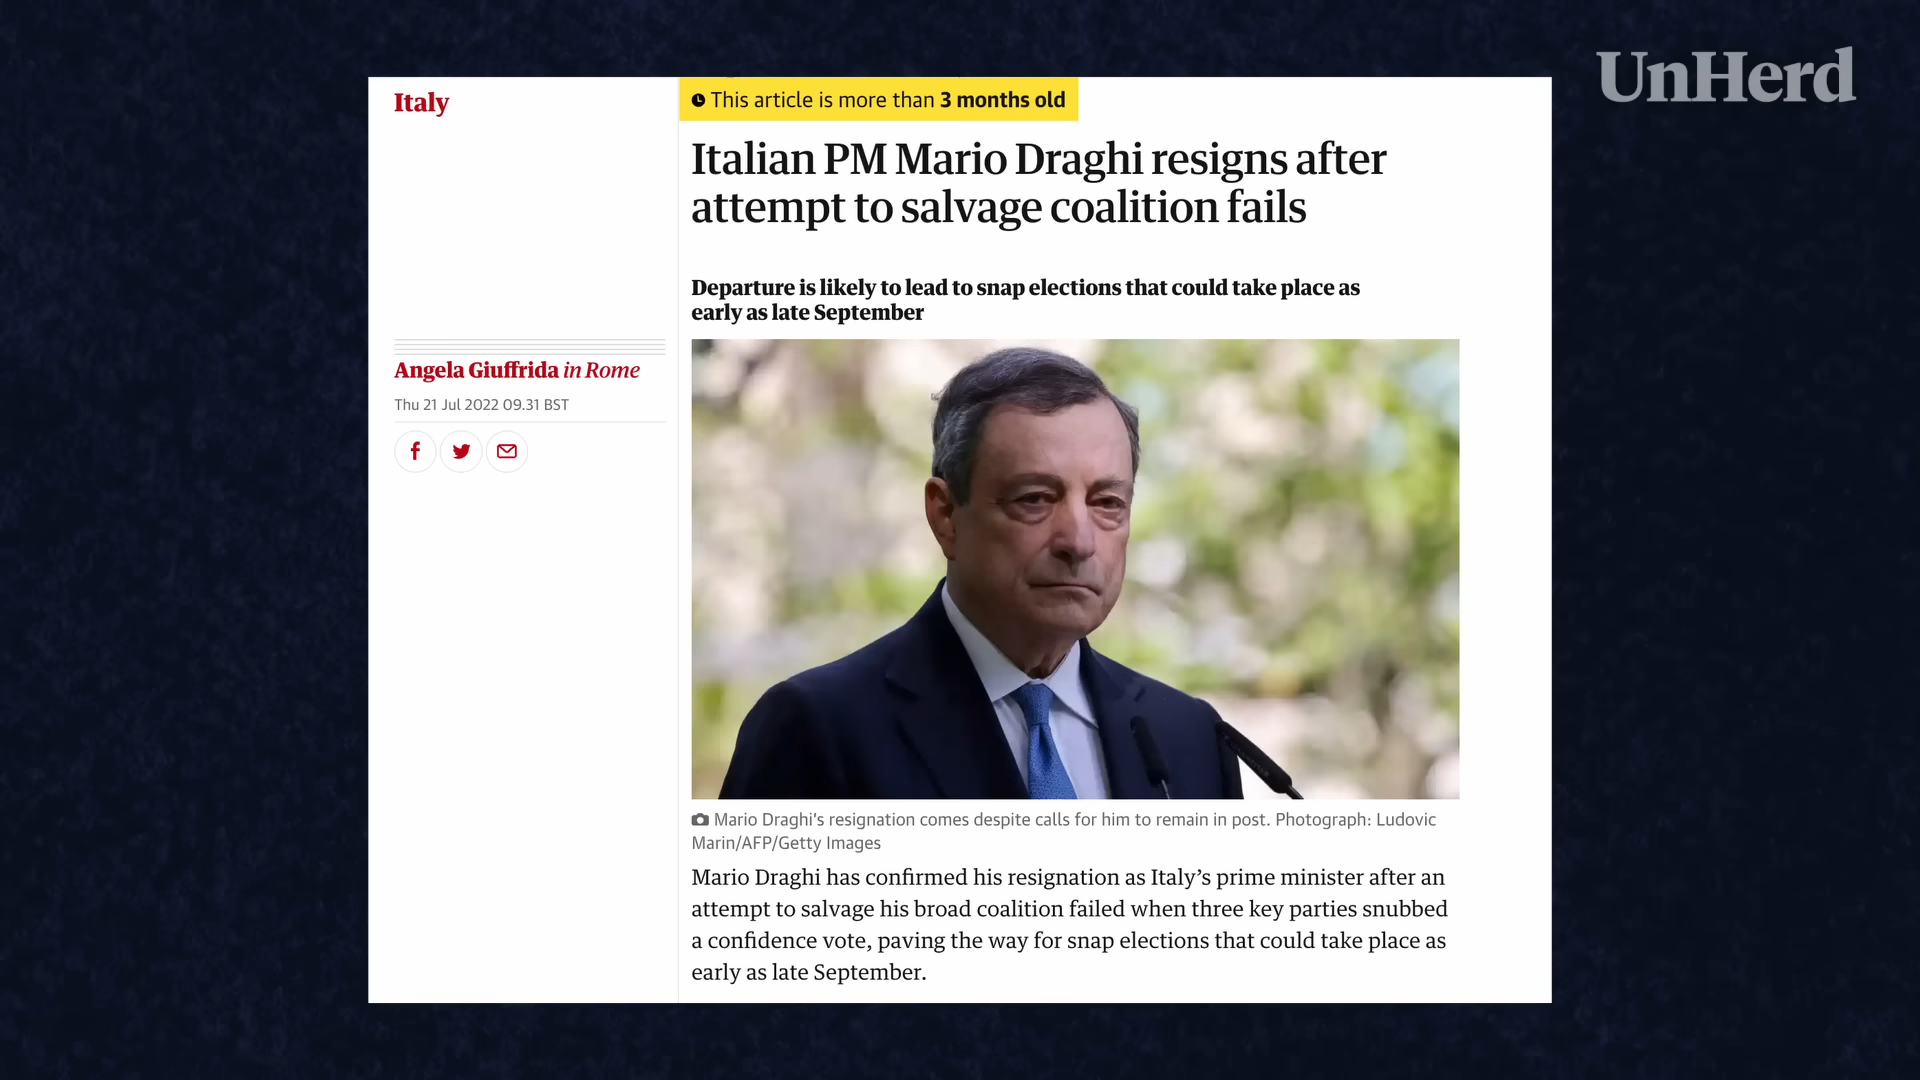 UnHerd
Italy
This article is more than 3 months old
Italian PM Mario Draghi resigns after
attempt to salvage coalition fails
Departure is likely to lead to snap elections that could take place as
early as late September
Angela Giuffrida in Rome
Thu 21 Jul 2022 09.31 BST
Mario Draghi's resignation comes despite calls for him to remain in post. Photograph: Ludovic
Marin/AFP/Getty Images
Mario Draghi has confirmed his resignation as Italy’s prime minister after an
attempt to salvage his broad coalition failed when three key parties snubbed
a confidence vote, paving the way for snap elections that could take place as
early as late September.